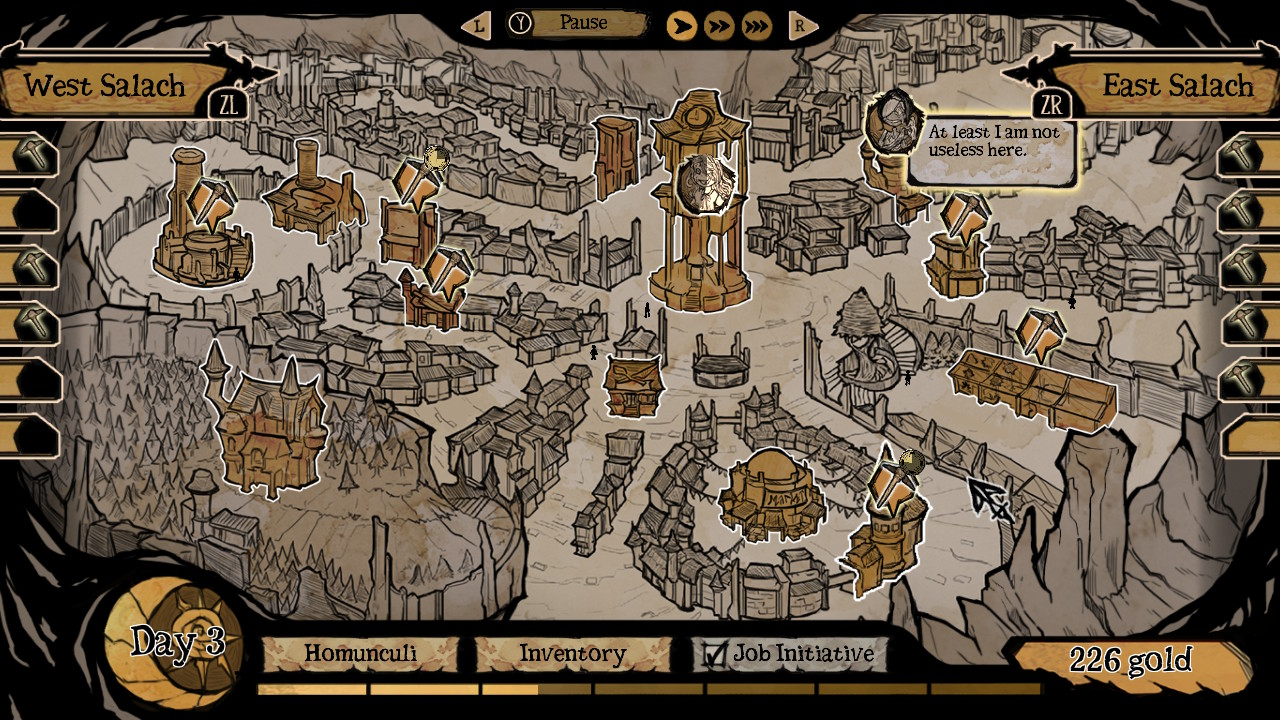 L
Y
Pause
R
West Salach
ZL
East Salach
ZR
At least I am not
useless here.
Market
Day 3
Homunculi
Inventory
Job Initiative
226 gold